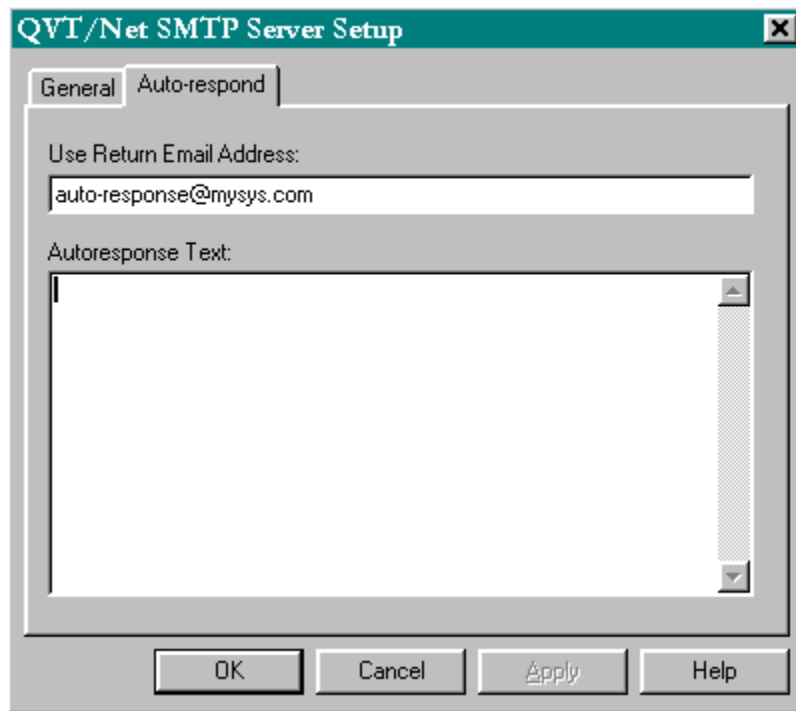 QVT/Net SMTP Server Setup
General Auto-respond
Use Return Email Address:
auto-response@mysys.com
Autoresponse Text:
OK Cancel Apply Help